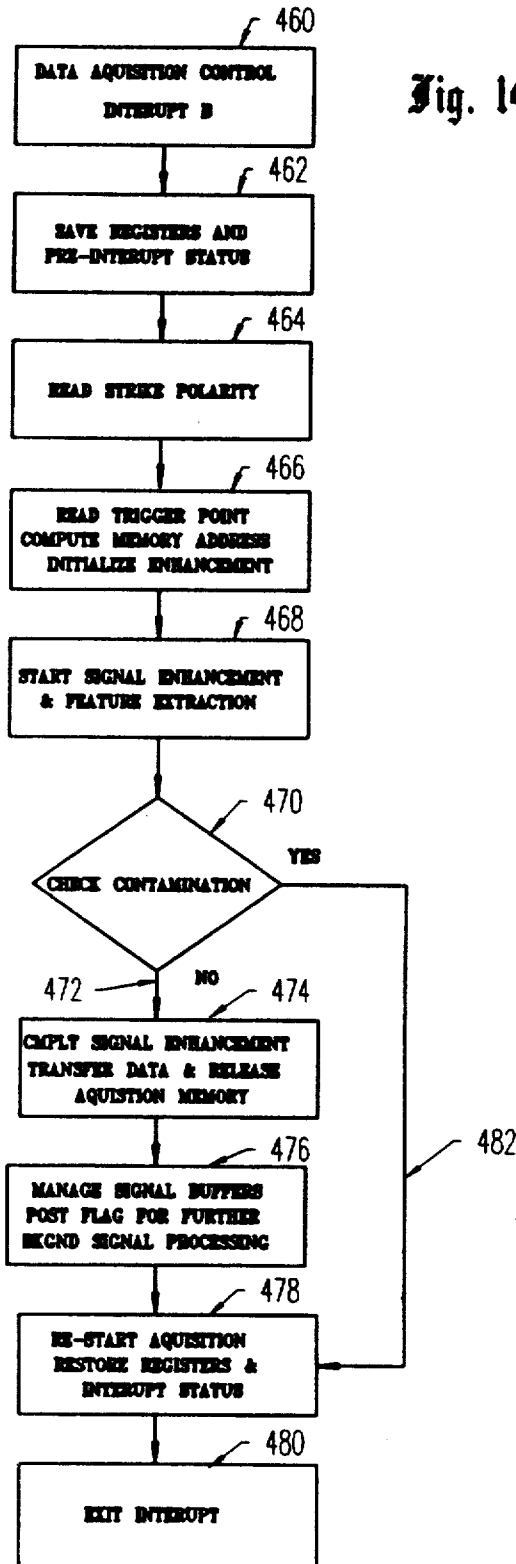 460
DATA AQUISITION CONTROL
INTERUPT B
Fig. 14
462
SAVE REGISTERS AND
PRE-INTERUPT STATUS
464
READ STRIKE POLARITY
466
READ TRIGGER POINT
COMPUTE MEMORY ADDRESS
INITIALIZE ENHANCEMENT
468
START SIGNAL ENHANCEMENT
& FEATURE EXTRACTION
470
YES
CHECK CONTAMINATION
472
NO
474
CMPLT SIGNAL ENHANCEMENT
TRANSFER DATA & RELEASE
AQUISTION MEMORY
476
482
MANAGE SIGNAL BUFFERS
POST FLAG FOR FURTHER
BKGND SIGNAL PROCESSING
478
RE-START AQUISITION
RESTORE REGISTERS &
INTERUPT STATUS
480
EXIT INTERUPT